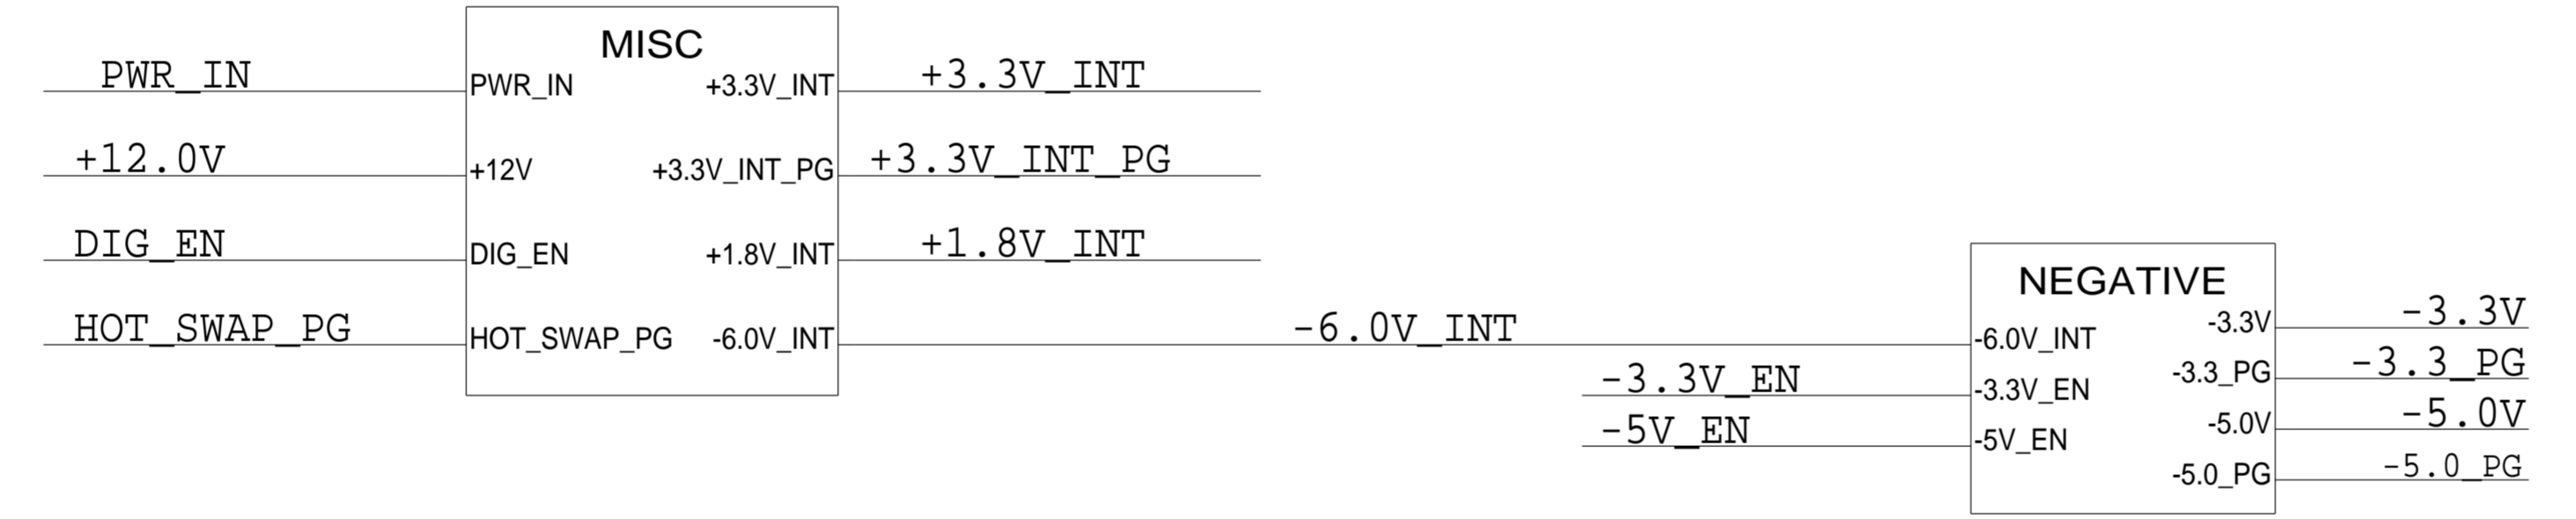 MISC
PWR_IN
PWR_IN
+3.3V_INT
+3.3V_INT
+12.0V
+12V
+3.3V_INT_PG
+3.3V_INT_PG
DIG_EN
DIG_EN
+1.8V_INT
+1.8V_INT
HOT_SWAP_PG
HOT_SWAP_PG
-6.0V_INT
-6.0V_INT
NEGATIVE
-6.0V_INT
-3.3V
-3.3V
-3.3V_EN
-3.3V_EN
-3.3_PG
-3.3_PG
-5V_EN
-5V_EN
-5.0V
-5.0V
-5.0_PG
-5.0_PG